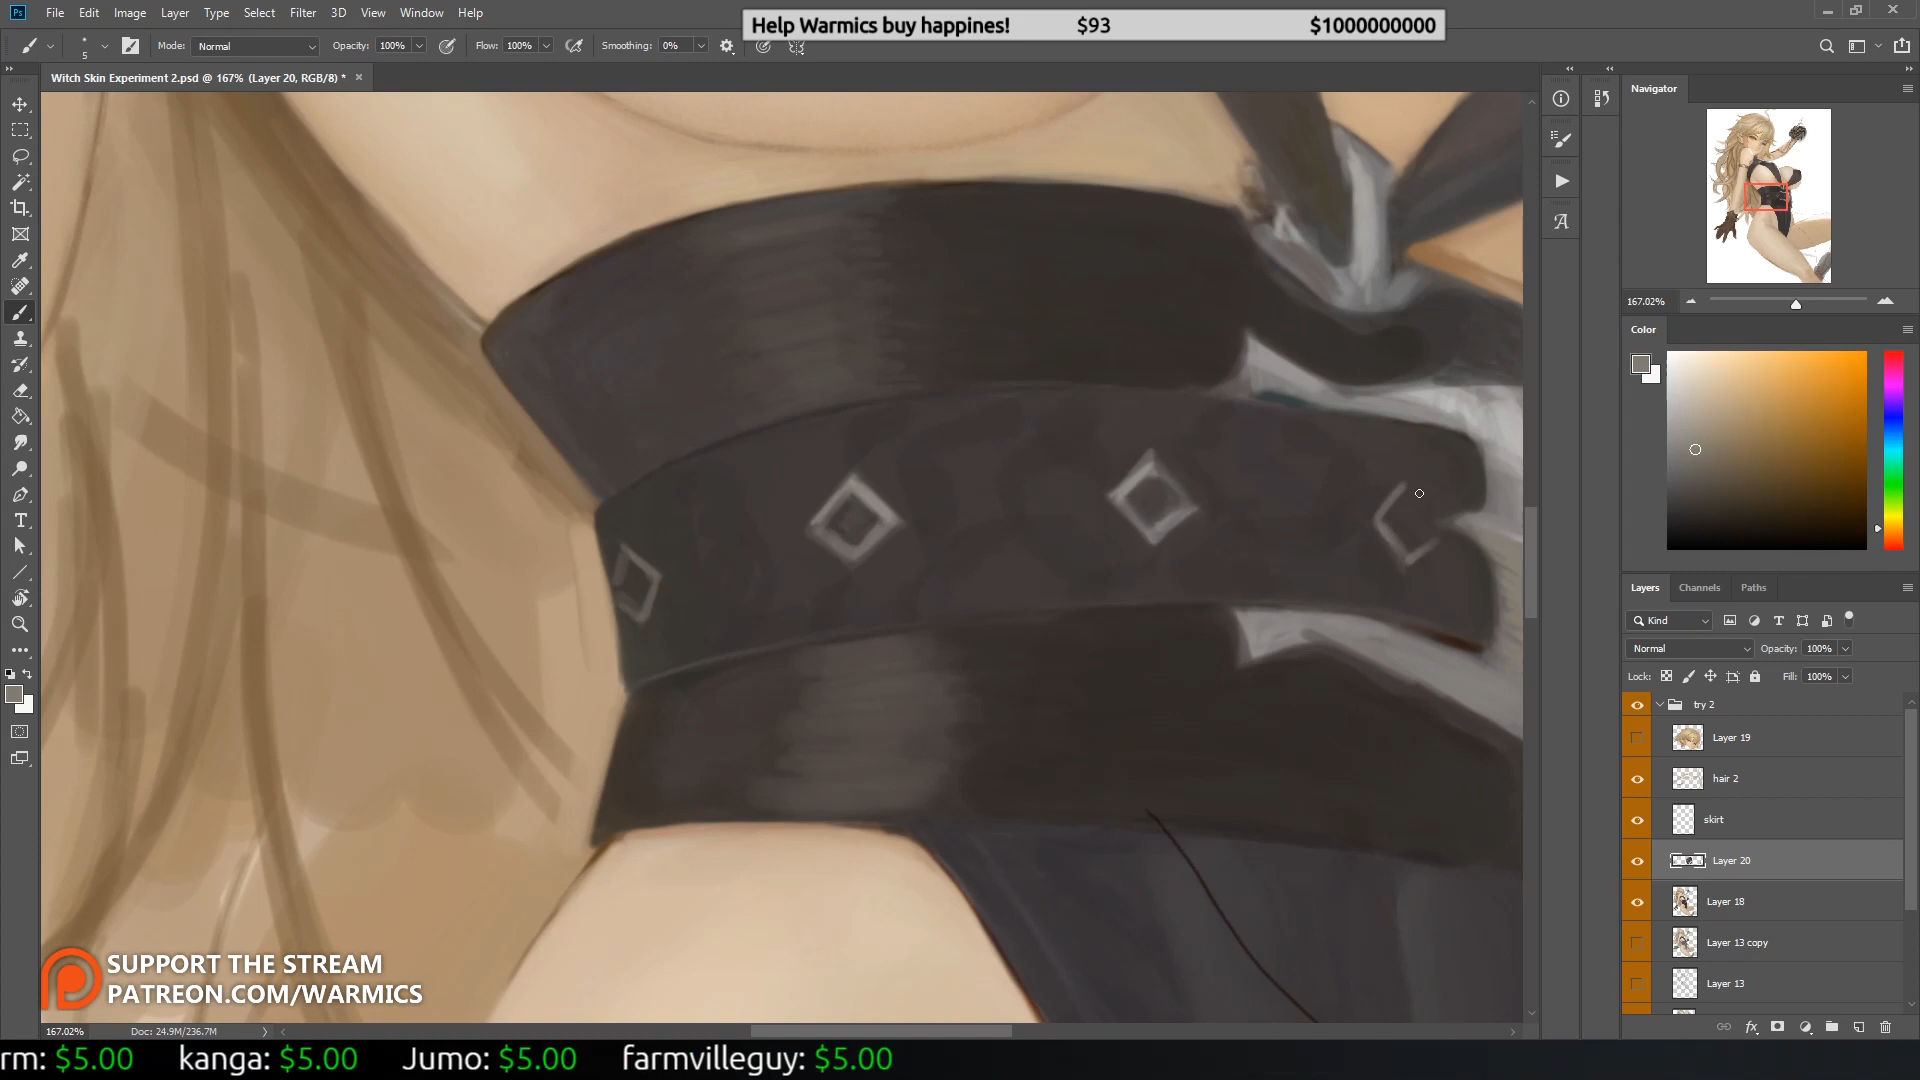 Ps File Edit Image Layer Type Select Filter 3D View Window Help
Help Warmics buy happines! $93 $1000000000
5 Mode: Normal Opacity: 100% Flow: 100% Smoothing: 0%
Witch Skin Experiment 2.psd @ 167% (Layer 20, RGB/8) *
Navigator
167.02%
Color
Layers Channels Paths
Kind
Normal Opacity: 100%
Lock: Fill: 100%
try 2
Layer 19
hair 2
skirt
Layer 20
Layer 18
Layer 13 copy
Layer 13
SUPPORT THE STREAM
PATREON.COM/WARMICS
167.02% Doc: 24.9M/236.7M
rm: $5.00 kanga: $5.00 Jumo: $5.00 farmvilleguy: $5.00